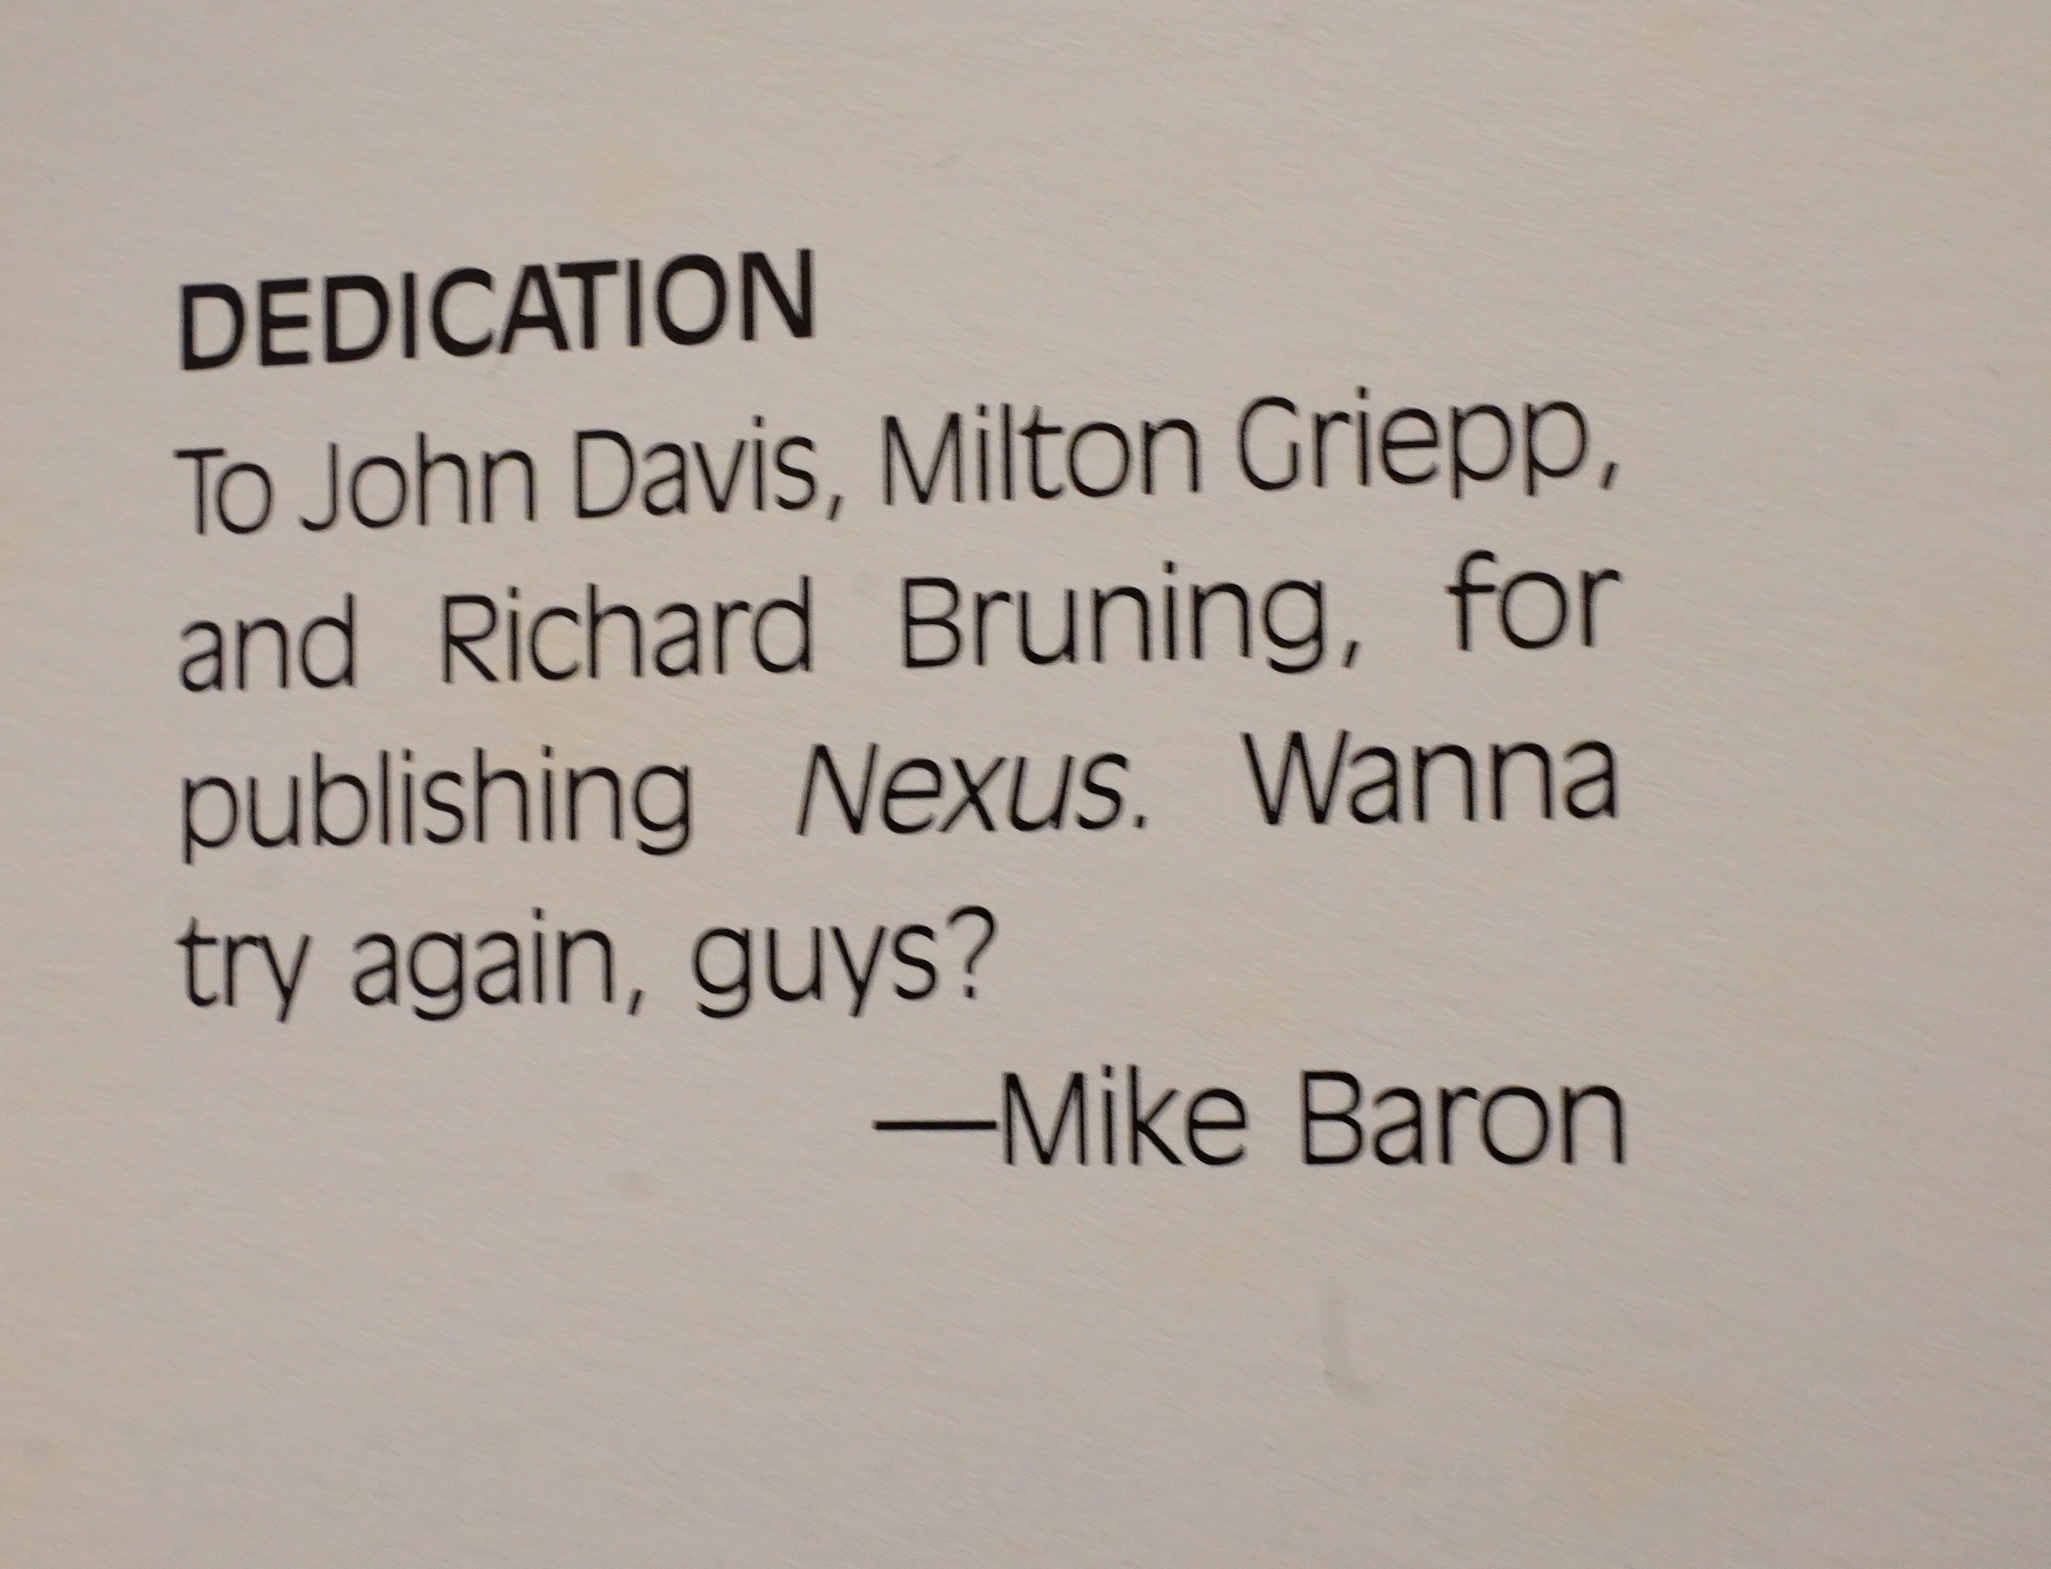 DEDICATION
To John Davis, Milton Griepp,
and Richard Bruning, for
publishing Nexus. Wanna
try again, guys?
—Mike Baron